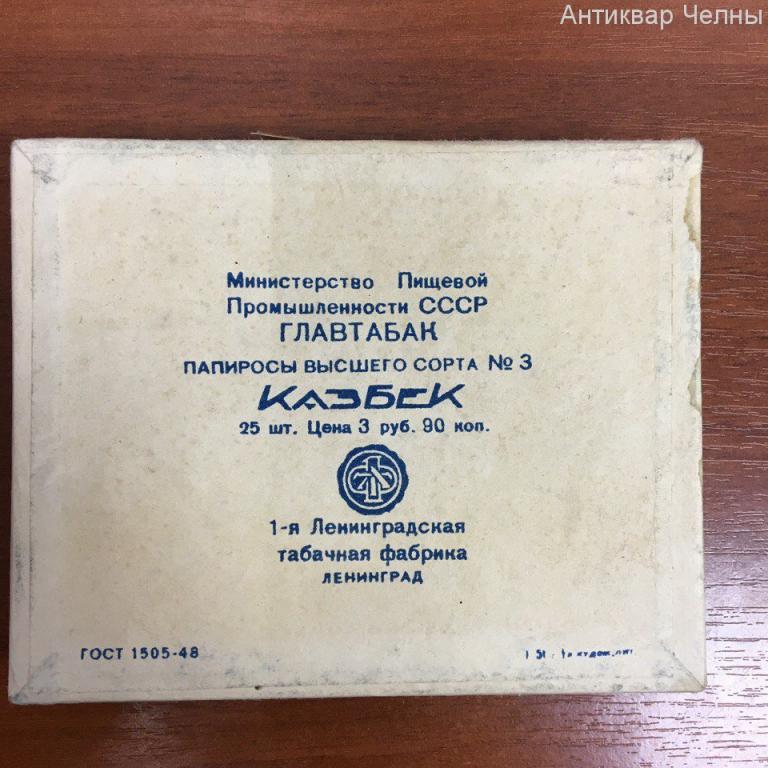 Антиквар Челны
Министерство Пищевой
Промышленности СССР
ГЛАВТАБАК
ПАПИРОСЫ ВЫСШЕГО СОРТА № 3
КАЗБЕК
25 шт. Цена 3 руб. 90 коп.
1-я Ленинградская
табачная фабрика
ЛЕНИНГРАД
ГОСТ 1505-48